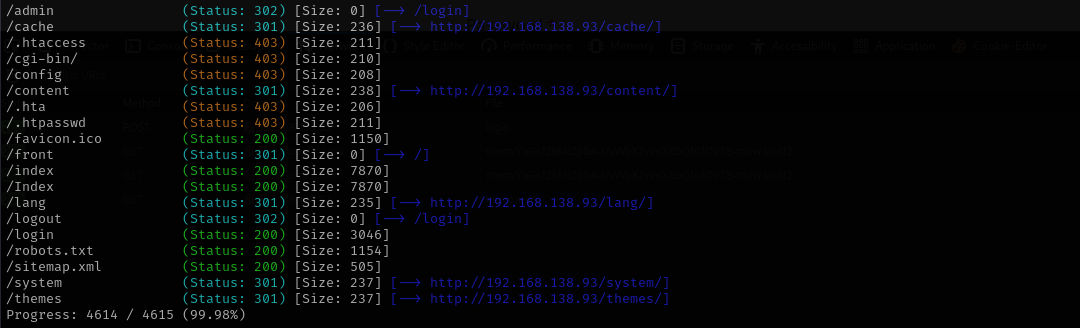 /admin (Status: 302) [Size: 0] [--> /login]
/cache (Status: 301) [Size: 236] [--> http://192.168.138.93/cache/]
/.htaccess (Status: 403) [Size: 211]
/cgi-bin/ (Status: 403) [Size: 210]
/config (Status: 403) [Size: 208]
/content (Status: 301) [Size: 238] [--> http://192.168.138.93/content/]
/.hta (Status: 403) [Size: 206]
/.htpasswd (Status: 403) [Size: 211]
/favicon.ico (Status: 200) [Size: 1150]
/front (Status: 301) [Size: 0] [--> /]
/index (Status: 200) [Size: 7870]
/Index (Status: 200) [Size: 7870]
/lang (Status: 301) [Size: 235] [--> http://192.168.138.93/lang/]
/logout (Status: 302) [Size: 0] [--> /login]
/login (Status: 200) [Size: 3046]
/robots.txt (Status: 200) [Size: 1154]
/sitemap.xml (Status: 200) [Size: 505]
/system (Status: 301) [Size: 237] [--> http://192.168.138.93/system/]
/themes (Status: 301) [Size: 237] [--> http://192.168.138.93/themes/]
Progress: 4614 / 4615 (99.98%)